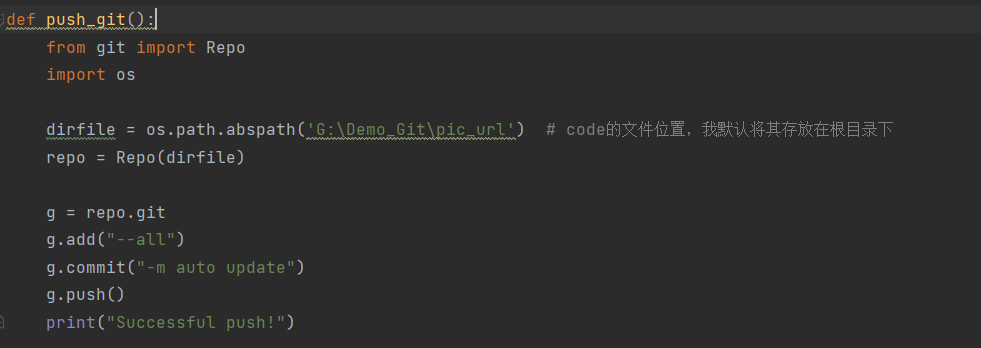 def push_git():
from git import Repo
import os
dirfile = os.path.abspath('G:\Demo_Git\pic_url')  # code的文件位置，我默认将其存放在根目录下
repo = Repo(dirfile)
g = repo.git
g.add("--all")
g.commit("-m auto update")
g.push()
print("Successful push!")